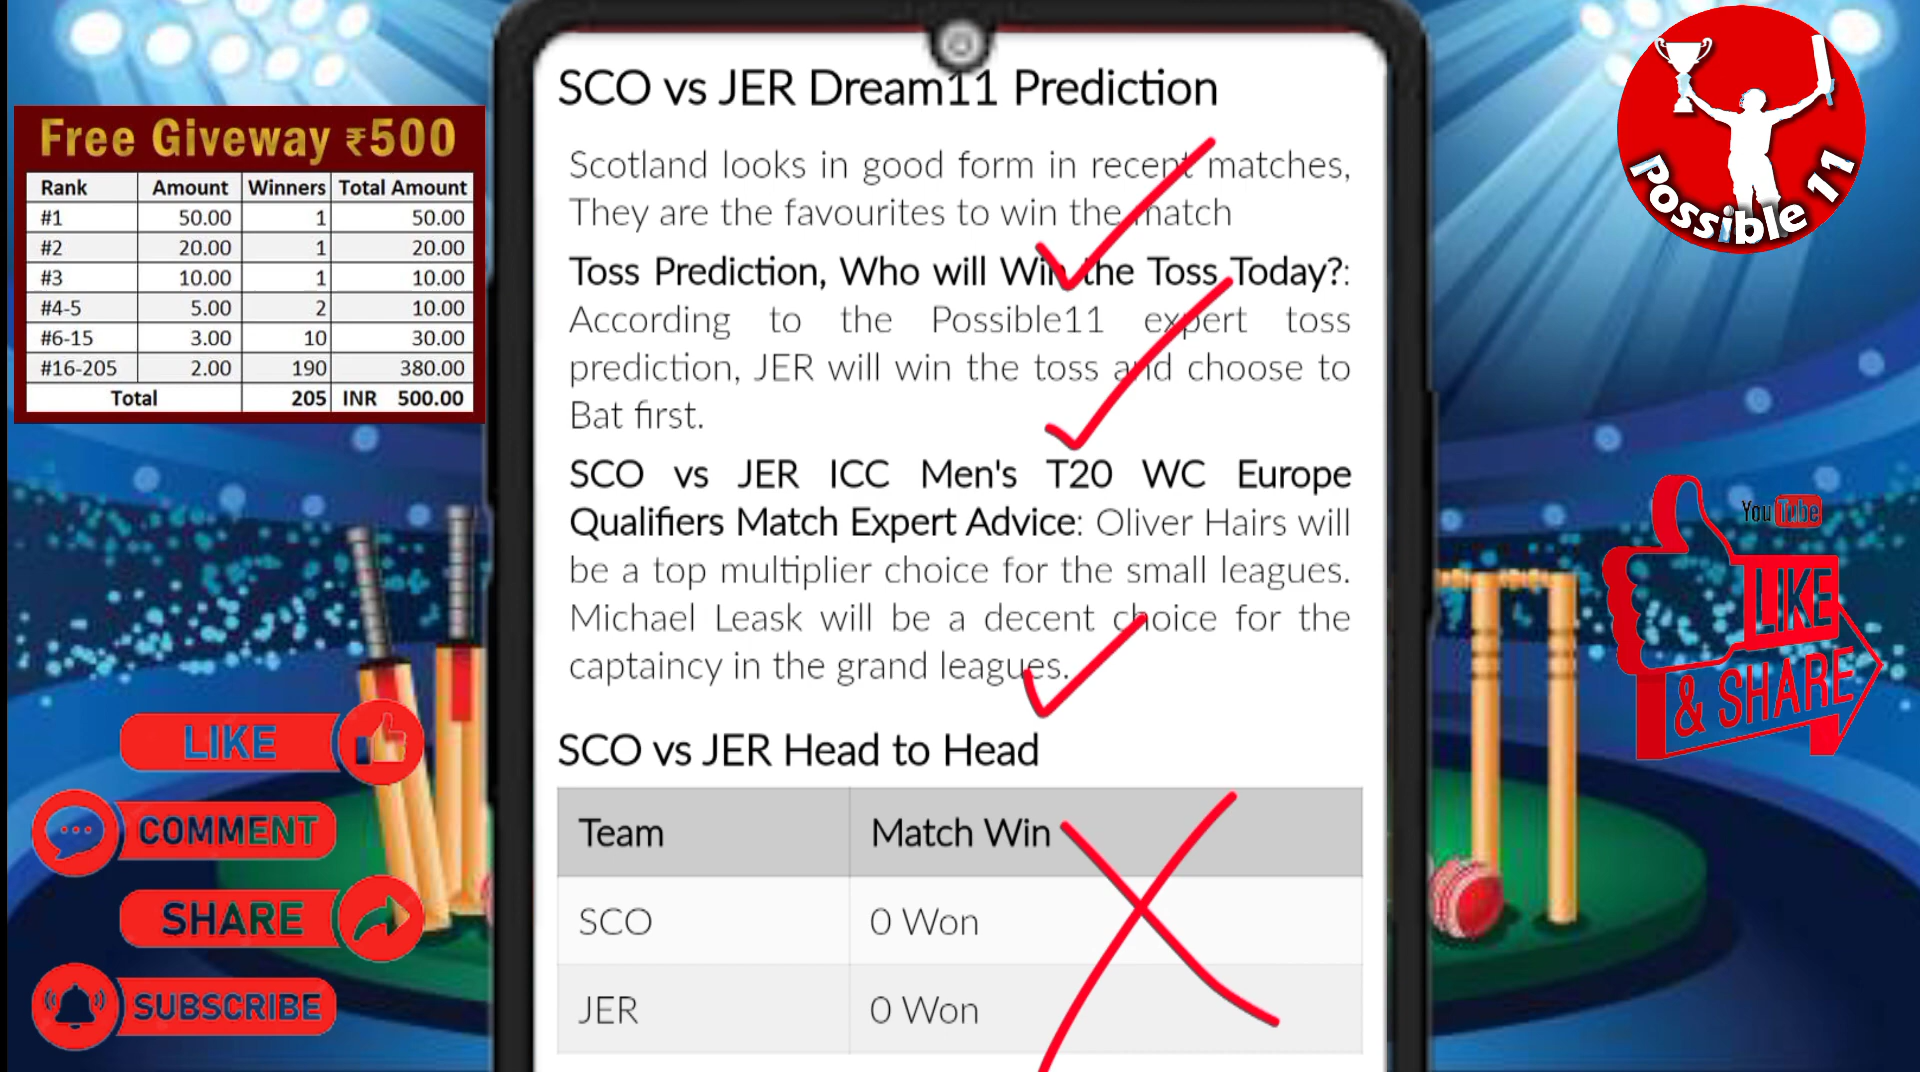 Free Giveway ₹500
Rank Amount Winners Total Amount
#1 50.00 1 50.00
#2 20.00 1 20.00
#3 10.00 1 10.00
#4-5 5.00 2 10.00
#6-15 3.00 10 30.00
#16-205 2.00 190 380.00
Total 205 INR 500.00
LIKE
COMMENT
SHARE
SUBSCRIBE
SCO vs JER Dream11 Prediction
Scotland looks in good form in recent matches,
They are the favourites to win the match
Toss Prediction, Who will Win the Toss Today?:
According to the Possible11 expert toss
prediction, JER will win the toss and choose to
Bat first.
SCO vs JER ICC Men's T20 WC Europe
Qualifiers Match Expert Advice: Oliver Hairs will
be a top multiplier choice for the small leagues.
Michael Leask will be a decent choice for the
captaincy in the grand leagues.
SCO vs JER Head to Head
Team Match Win
SCO 0 Won
JER 0 Won
Possible 11
YouTube
LIKE
& SHARE